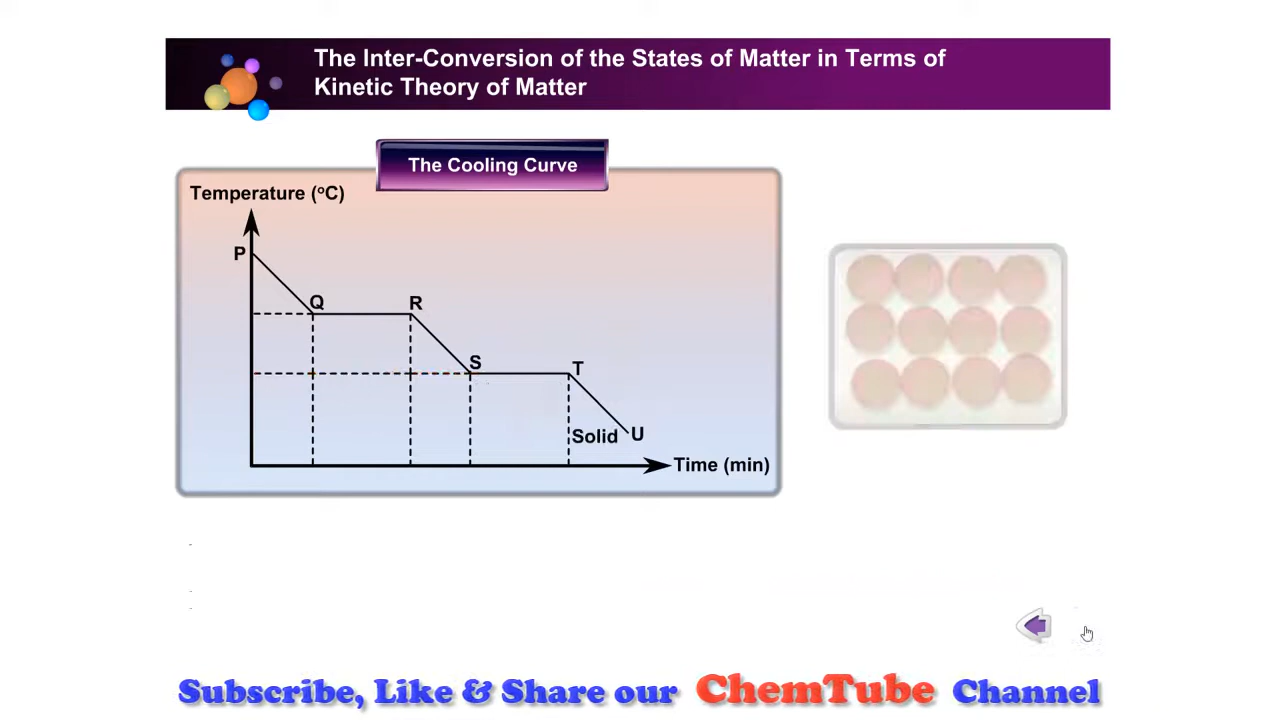 The Inter-Conversion of the States of Matter in Terms of
Kinetic Theory of Matter
The Cooling Curve
Temperature (°C)
P
Q
R
S
T
Solid
U
Time (min)
Subscribe, Like & Share our ChemTube Channel